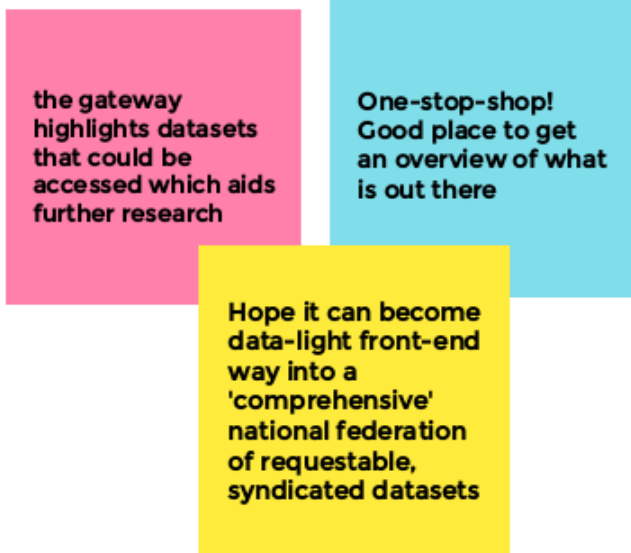 the gateway
highlights datasets
that could be
accessed which aids
further research
One-stop-shop!
Good place to get
an overview of what
is out there
Hope it can become
data-light front-end
way into a
'comprehensive'
national federation
of requestable,
syndicated datasets